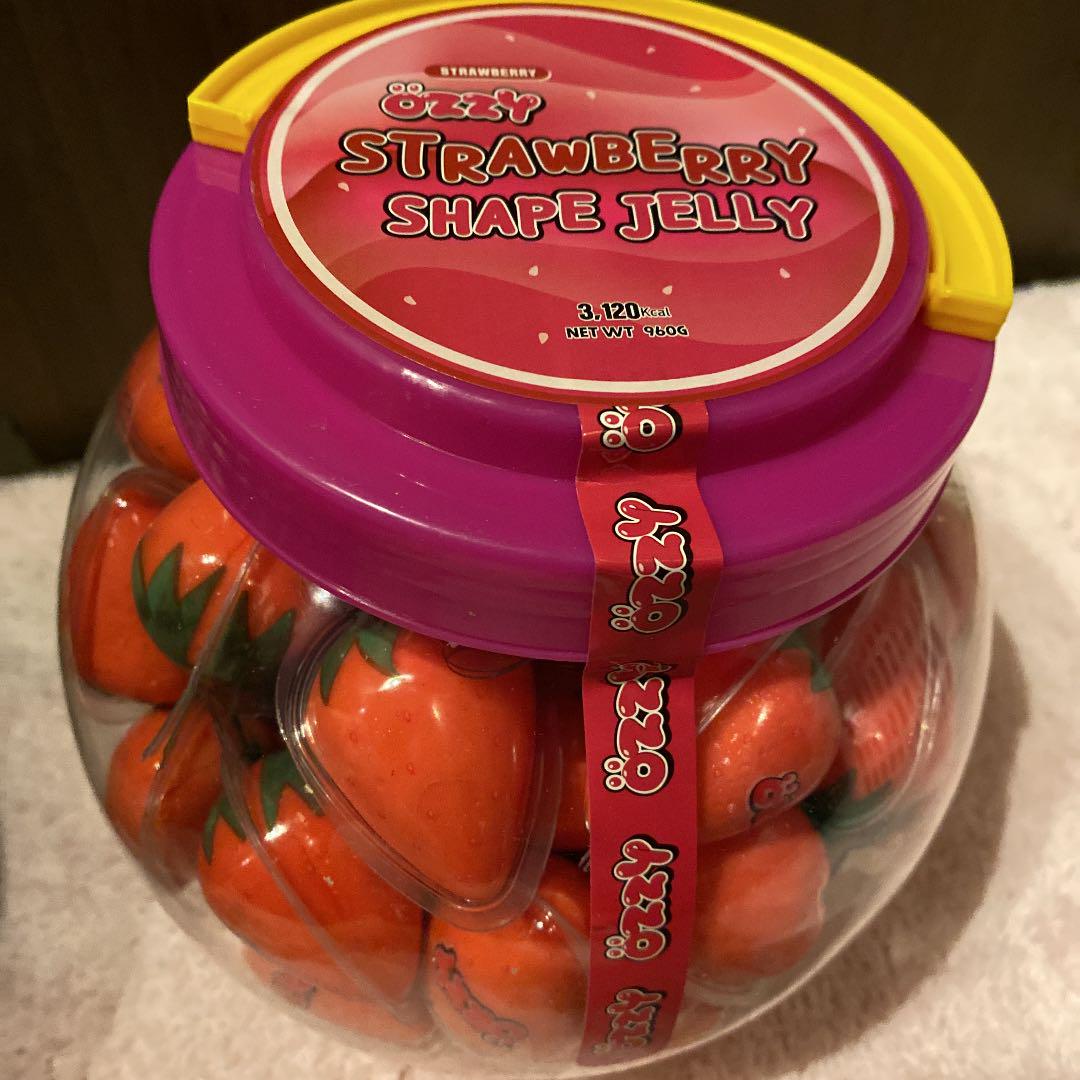 STRAWBERRY
ÖZZY
STRAWBERRY
SHAPE JELLY
3,120Kcal
NET WT 960G
ÖZZY
ÖZZY
ÖZZY
ÖZZY